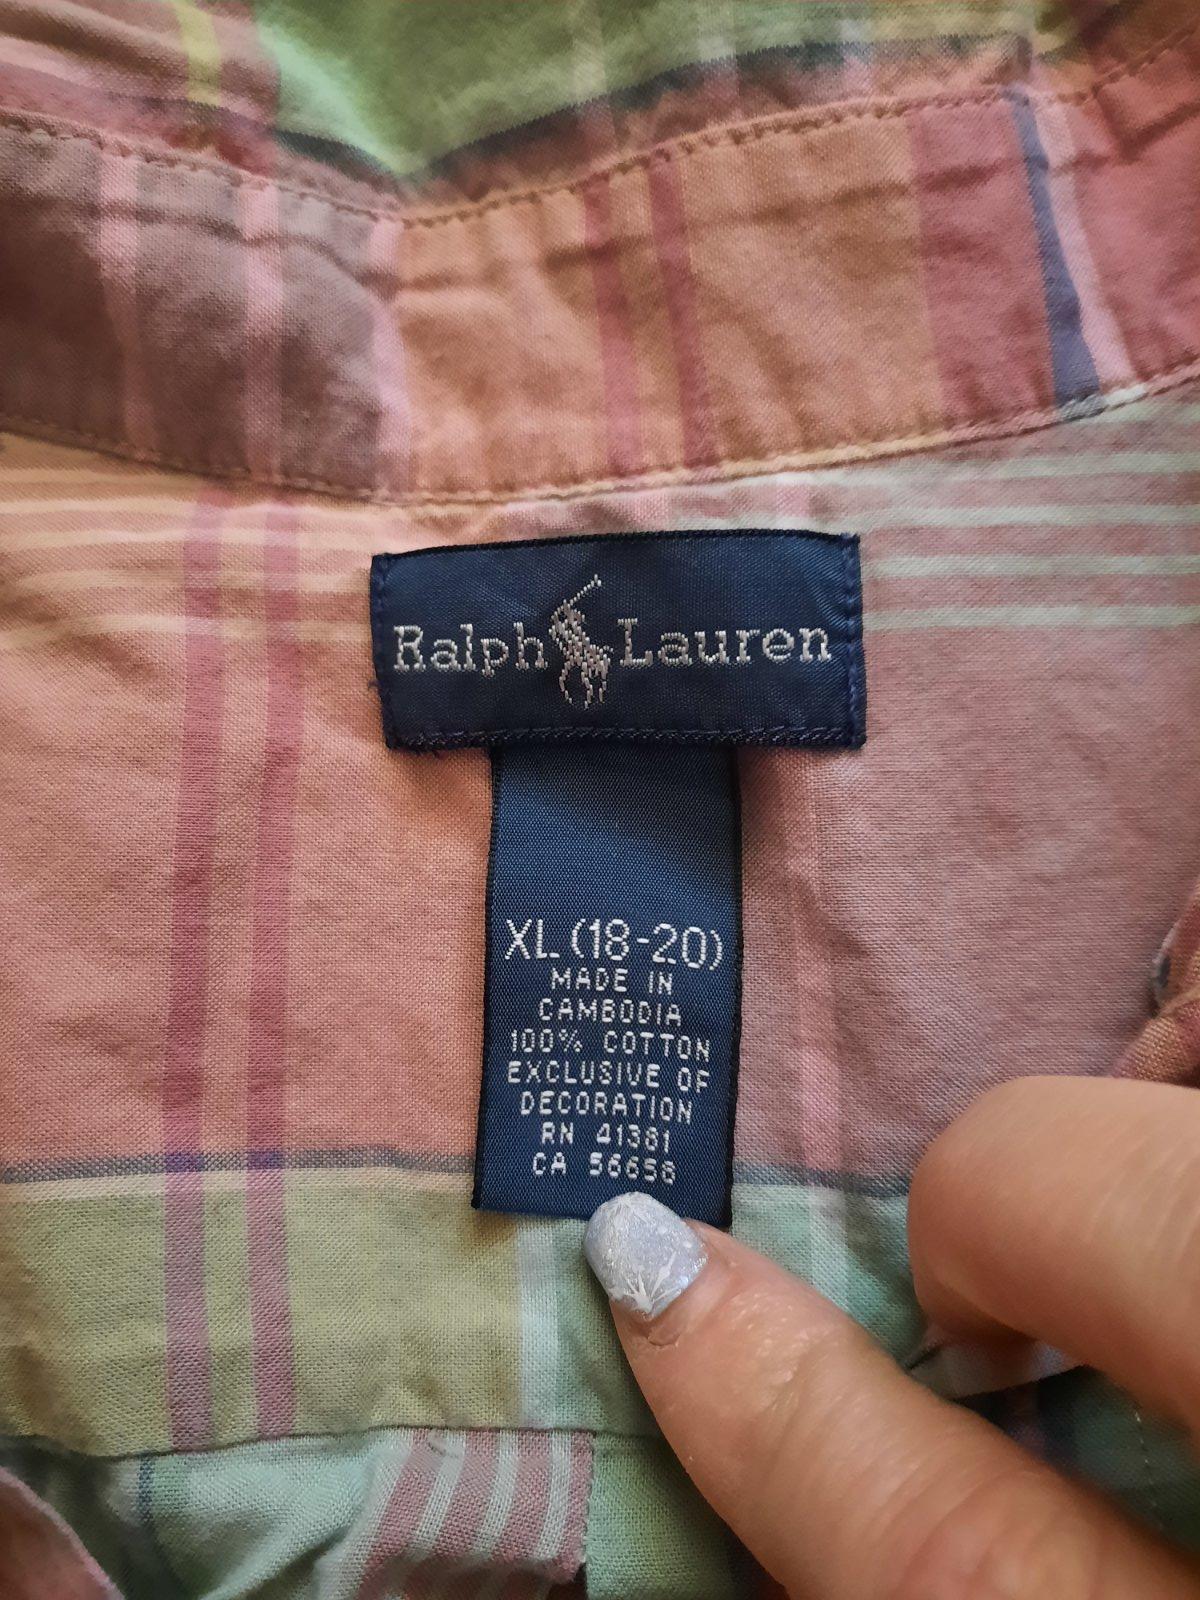 Ralph Lauren
XL (18-20)
MADE IN
CAMBODIA
100% COTTON
EXCLUSIVE OF
DECORATION
RN 41381
CA 56658